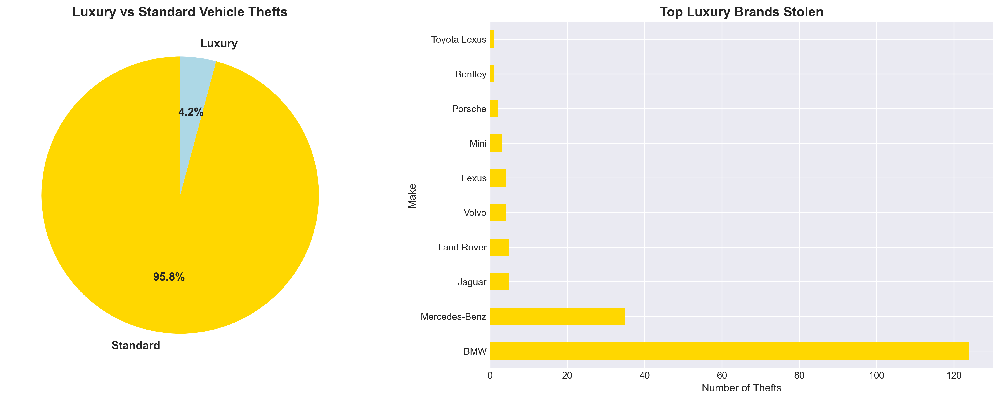 Luxury vs Standard Vehicle Thefts
Luxury
4.2%
95.8%
Standard
Top Luxury Brands Stolen
Make
Toyota Lexus
Bentley
Porsche
Mini
Lexus
Volvo
Land Rover
Jaguar
Mercedes-Benz
BMW
0 20 40 60 80 100 120
Number of Thefts